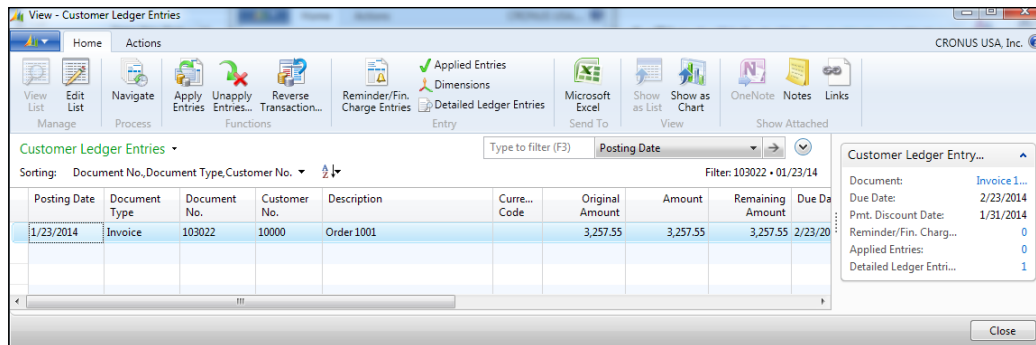 View - Customer Ledger Entries
Home Actions
CRONUS USA, Inc.
View List
Edit List
Navigate
Apply Entries
Unapply Entries...
Reverse Transaction...
Reminder/Fin. Charge Entries
Applied Entries
Dimensions
Detailed Ledger Entries
Microsoft Excel
Show as List
Show as Chart
OneNote
Notes
Links
Manage Process Functions Entry Send To View Show Attached
Customer Ledger Entries
Type to filter (F3) Posting Date
Sorting: Document No.,Document Type,Customer No.
Filter: 103022 • 01/23/14
Posting Date Document Type Document No. Customer No. Description Curre... Code Original Amount Amount Remaining Amount Due Da
1/23/2014 Invoice 103022 10000 Order 1001 3,257.55 3,257.55 3,257.55 2/23/20
Customer Ledger Entry...
Document: Invoice 1...
Due Date: 2/23/2014
Pmt. Discount Date: 1/31/2014
Reminder/Fin. Charg... 0
Applied Entries: 0
Detailed Ledger Entri... 1
Close